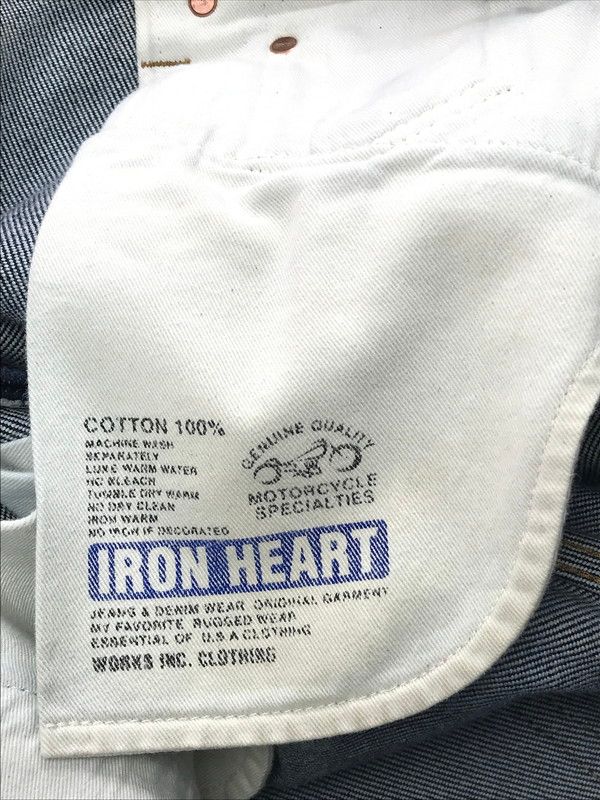 COTTON 100%
MACHINE WASH
SEPARATELY
LUKE WARM WATER
NO BLEACH
TUMBLE DRY WARM
NO DRY CLEAN
IRON WARM
NO IRON IF DECORATED
GENUINE QUALITY
MOTORCYCLE
SPECIALTIES
IRON HEART
JEANS & DENIM WEAR ORIGINAL GARMENT
MY FAVORITE RUGGED WEAR
ESSENTIAL OF U.S.A CLOTHING
WORKS INC. CLOTHING